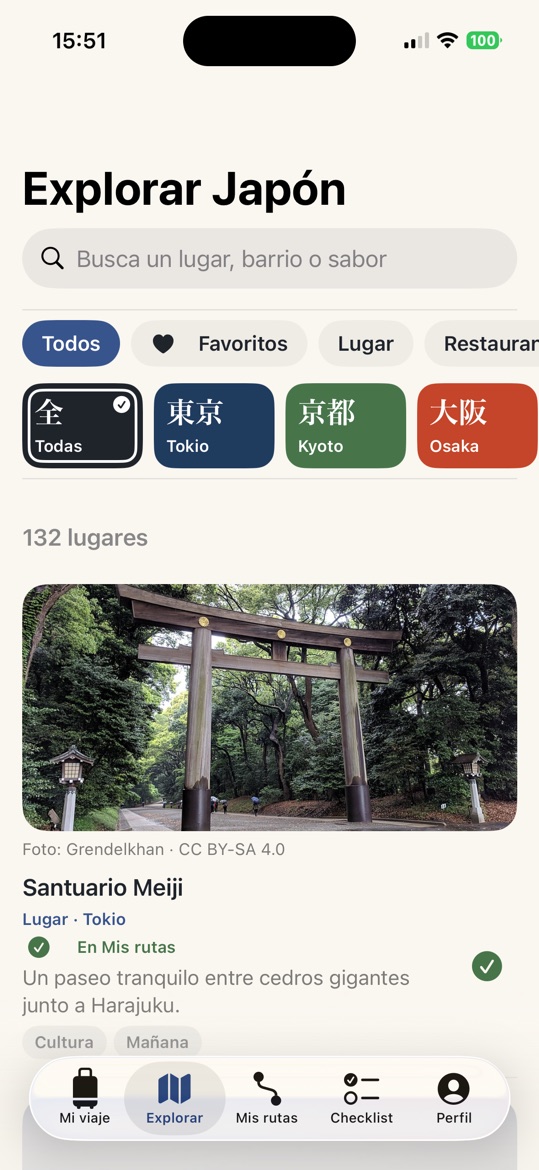 15:51
100
Explorar Japón
Busca un lugar, barrio o sabor
Todos
Favoritos
Lugar
Restauran
全
Todas
東京
Tokio
京都
Kyoto
大阪
Osaka
132 lugares
Foto: Grendelkhan · CC BY-SA 4.0
Santuario Meiji
Lugar · Tokio
En Mis rutas
Un paseo tranquilo entre cedros gigantes
junto a Harajuku.
Cultura
Mañana
Mi viaje
Explorar
Mis rutas
Checklist
Perfil